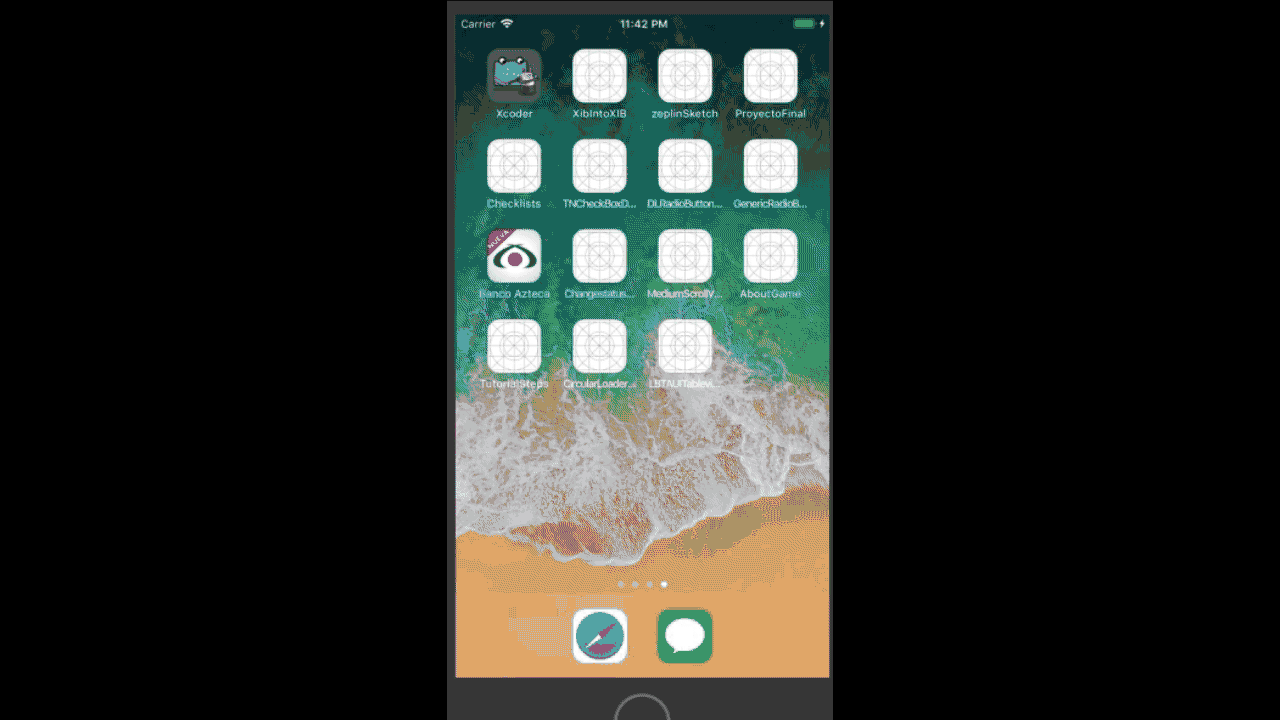 Carrier 11:42 PM
Xcoder XibIntoXIB zeplinSketch ProyectoFinal
Checklists TNCheckBoxD... DLRadioButton... GenericRadioB...
NUEVA
Banco Azteca Changestatus... MediumScrollV... AboutGame
TutorialSteps CircularLoader... LBTAUITablevi...